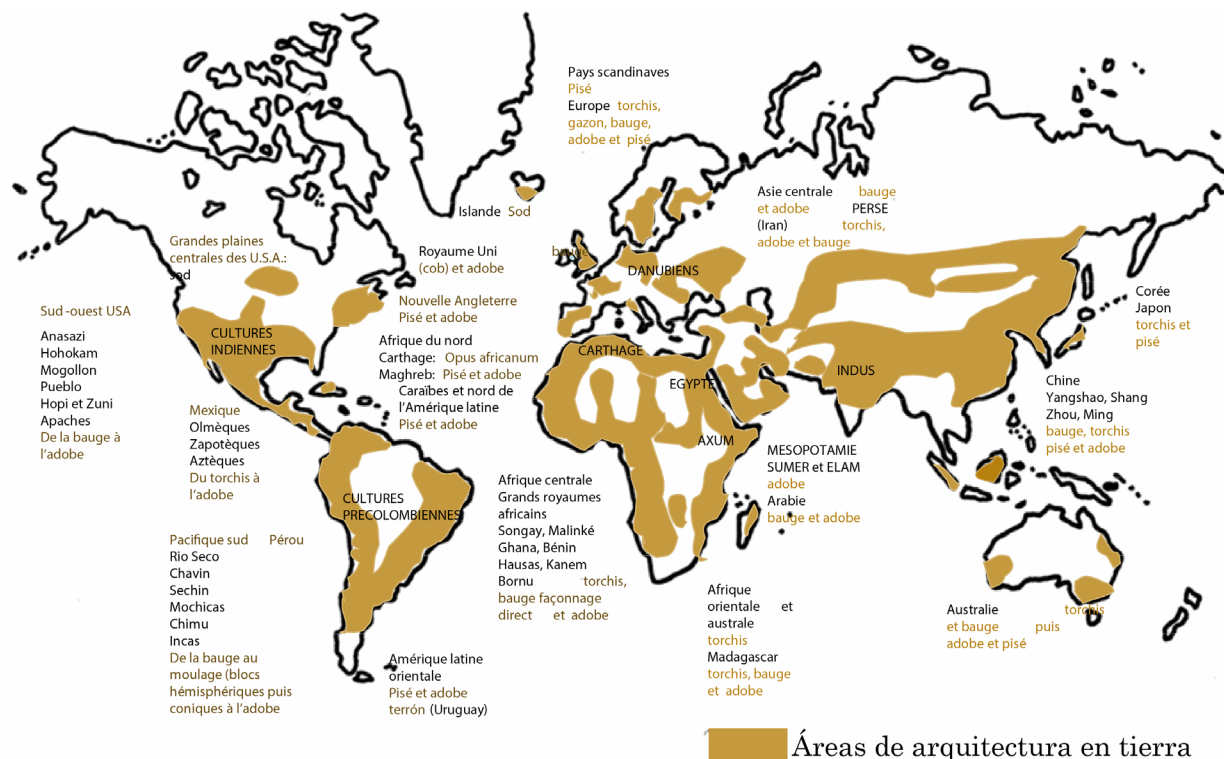 Pays scandinaves
Pisé
Europe torchis,
gazon, bauge,
adobe et pisé
Islande Sod
Asie centrale bauge
et adobe PERSE
(Iran) torchis,
adobe et bauge
Grandes plaines
centrales des U.S.A.:
sod
Royaume Uni bauge
(cob) et adobe
DANUBIENS
Nouvelle Angleterre
Pisé et adobe
Sud-ouest USA
Anasazi
Hohokam
Mogollon
Pueblo
Hopi et Zuni
Apaches
De la bauge à
l'adobe
CULTURES
INDIENNES
Afrique du nord
Carthage: Opus africanum
Maghreb: Pisé et adobe
Caraïbes et nord de
l'Amérique latine
Pisé et adobe
CARTHAGE
EGYPTE
INDUS
Corée
Japon
torchis et
pisé
Chine
Yangshao, Shang
Zhou, Ming
bauge, torchis
pisé et adobe
Mexique
Olmèques
Zapotèques
Aztèques
Du torchis à
l'adobe
AXUM
MESOPOTAMIE
SUMER et ELAM
adobe
Arabie
bauge et adobe
CULTURES
PRECOLOMBIENNES
Afrique centrale
Grands royaumes
africains
Songay, Malinké
Ghana, Bénin
Hausas, Kanem
Bornu torchis,
bauge façonnage
direct et adobe
Pacifique sud Pérou
Rio Seco
Chavin
Sechin
Mochicas
Chimu
Incas
De la bauge au
moulage (blocs
hémisphériques puis
coniques à l'adobe
Amérique latine
orientale
Pisé et adobe
terrón (Uruguay)
Afrique
orientale et
australe
torchis
Madagascar
torchis, bauge
et adobe
Australie torchis
et bauge puis
adobe et pisé
Áreas de arquitectura en tierra